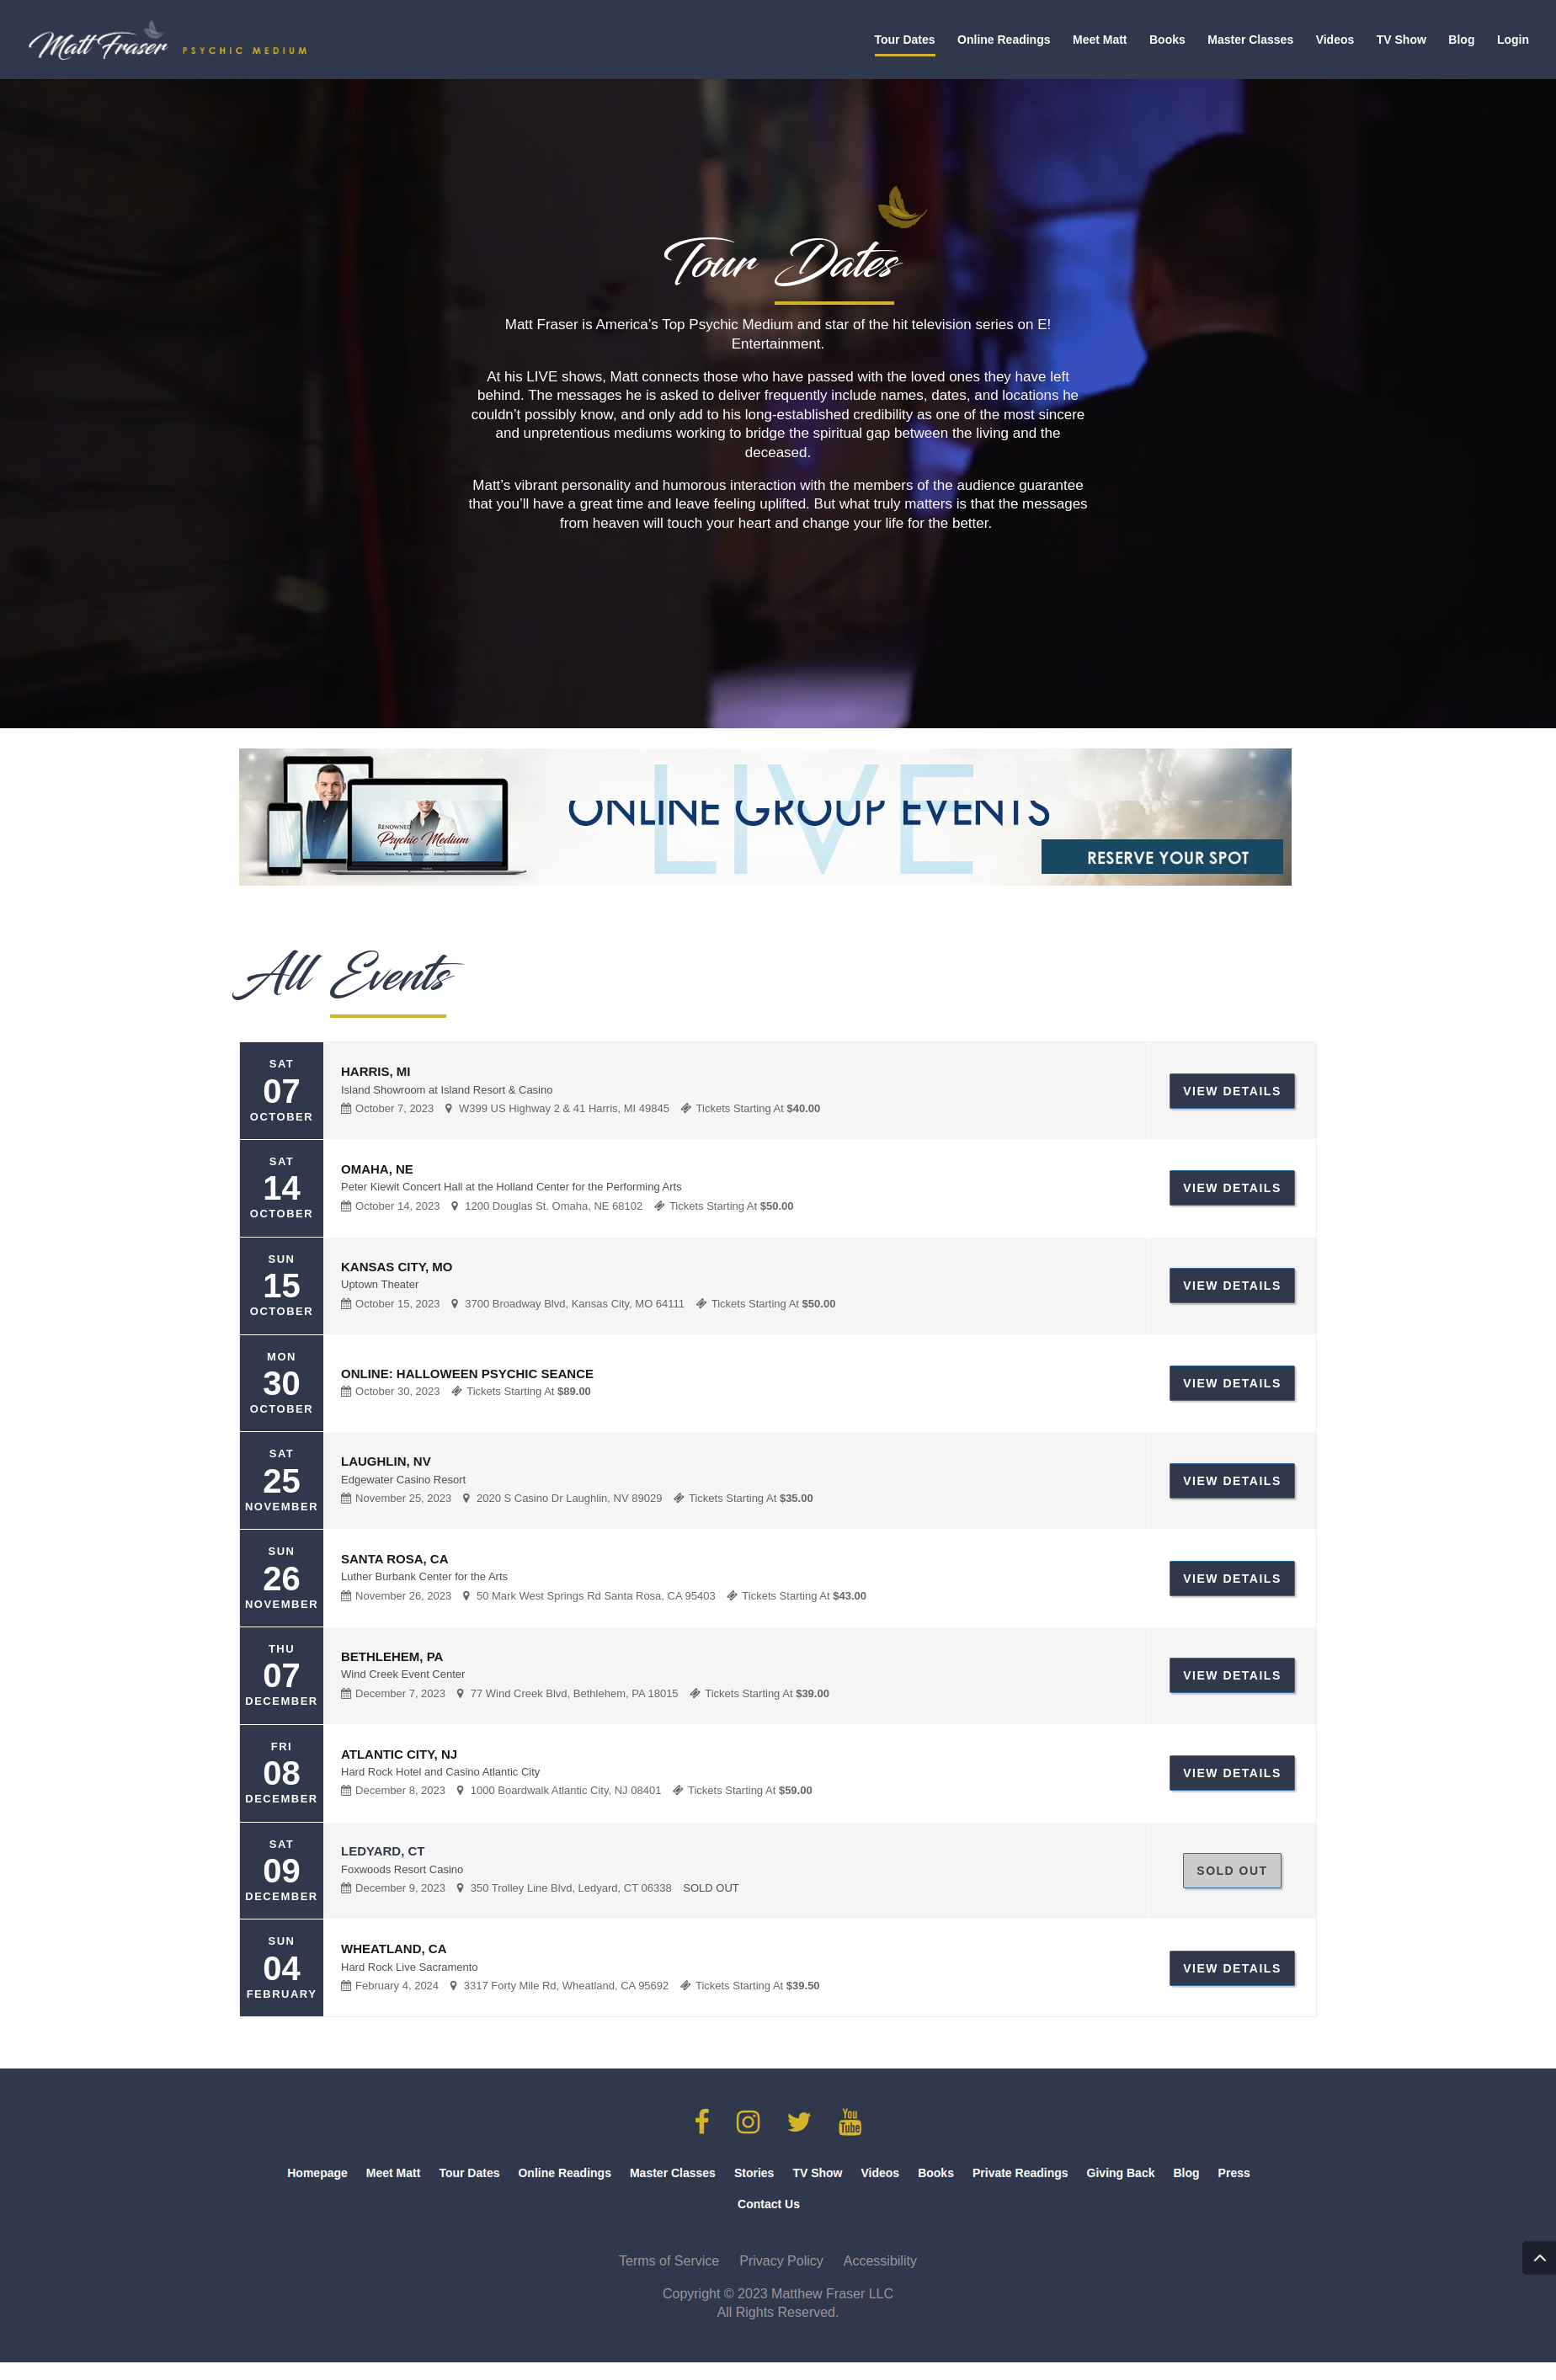 Matt Fraser PSYCHIC MEDIUM
Tour Dates Online Readings Meet Matt Books Master Classes Videos TV Show Blog Login
Tour Dates
Matt Fraser is America’s Top Psychic Medium and star of the hit television series on E!
Entertainment.
At his LIVE shows, Matt connects those who have passed with the loved ones they have left
behind. The messages he is asked to deliver frequently include names, dates, and locations he
couldn’t possibly know, and only add to his long-established credibility as one of the most sincere
and unpretentious mediums working to bridge the spiritual gap between the living and the
deceased.
Matt’s vibrant personality and humorous interaction with the members of the audience guarantee
that you’ll have a great time and leave feeling uplifted. But what truly matters is that the messages
from heaven will touch your heart and change your life for the better.
RENOWNED
Psychic Medium
LIVE
ONLINE GROUP EVENTS
RESERVE YOUR SPOT
All Events
SAT
07
OCTOBER
HARRIS, MI
Island Showroom at Island Resort & Casino
October 7, 2023 W399 US Highway 2 & 41 Harris, MI 49845 Tickets Starting At $40.00
VIEW DETAILS
SAT
14
OCTOBER
OMAHA, NE
Peter Kiewit Concert Hall at the Holland Center for the Performing Arts
October 14, 2023 1200 Douglas St. Omaha, NE 68102 Tickets Starting At $50.00
VIEW DETAILS
SUN
15
OCTOBER
KANSAS CITY, MO
Uptown Theater
October 15, 2023 3700 Broadway Blvd, Kansas City, MO 64111 Tickets Starting At $50.00
VIEW DETAILS
MON
30
OCTOBER
ONLINE: HALLOWEEN PSYCHIC SEANCE
October 30, 2023 Tickets Starting At $89.00
VIEW DETAILS
SAT
25
NOVEMBER
LAUGHLIN, NV
Edgewater Casino Resort
November 25, 2023 2020 S Casino Dr Laughlin, NV 89029 Tickets Starting At $35.00
VIEW DETAILS
SUN
26
NOVEMBER
SANTA ROSA, CA
Luther Burbank Center for the Arts
November 26, 2023 50 Mark West Springs Rd Santa Rosa, CA 95403 Tickets Starting At $43.00
VIEW DETAILS
THU
07
DECEMBER
BETHLEHEM, PA
Wind Creek Event Center
December 7, 2023 77 Wind Creek Blvd, Bethlehem, PA 18015 Tickets Starting At $39.00
VIEW DETAILS
FRI
08
DECEMBER
ATLANTIC CITY, NJ
Hard Rock Hotel and Casino Atlantic City
December 8, 2023 1000 Boardwalk Atlantic City, NJ 08401 Tickets Starting At $59.00
VIEW DETAILS
SAT
09
DECEMBER
LEDYARD, CT
Foxwoods Resort Casino
December 9, 2023 350 Trolley Line Blvd, Ledyard, CT 06338 SOLD OUT
SOLD OUT
SUN
04
FEBRUARY
WHEATLAND, CA
Hard Rock Live Sacramento
February 4, 2024 3317 Forty Mile Rd, Wheatland, CA 95692 Tickets Starting At $39.50
VIEW DETAILS
You Tube
Homepage Meet Matt Tour Dates Online Readings Master Classes Stories TV Show Videos Books Private Readings Giving Back Blog Press
Contact Us
Terms of Service Privacy Policy Accessibility
Copyright © 2023 Matthew Fraser LLC
All Rights Reserved.